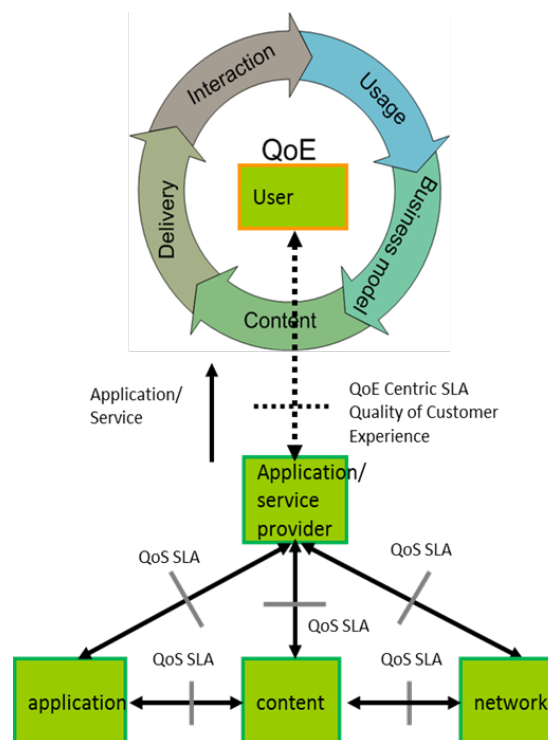 Interaction
Usage
QoE
User
Delivery
Business model
Content
Application/
Service
QoE Centric SLA
Quality of Customer
Experience
Application/
service
provider
QoS SLA
QoS SLA
QoS SLA
QoS SLA
QoS SLA
application
content
network